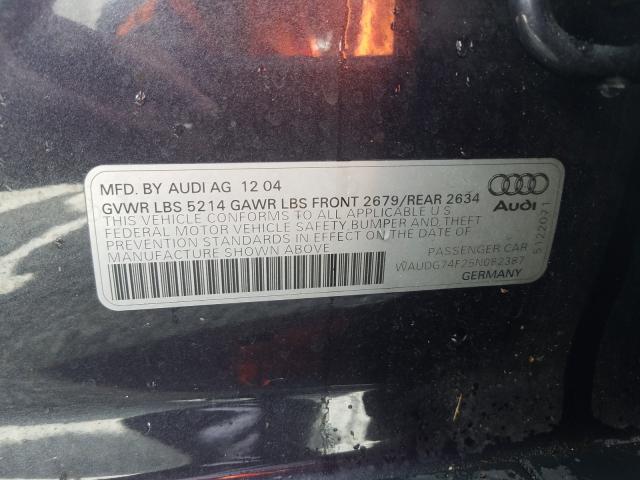 MFD. BY AUDI AG 12 04
GVWR LBS 5214 GAWR LBS FRONT 2679/REAR 2634
THIS VEHICLE CONFORMS TO ALL APPLICABLE U.S
FEDERAL MOTOR VEHICLE SAFETY BUMPER AND THEFT
PREVENTION STANDARDS IN EFFECT ON THE DATE OF
MANUFACTURE SHOWN ABOVE
PASSENGER CAR
WAUDG74F25N082387
GERMANY
Audi
5122071